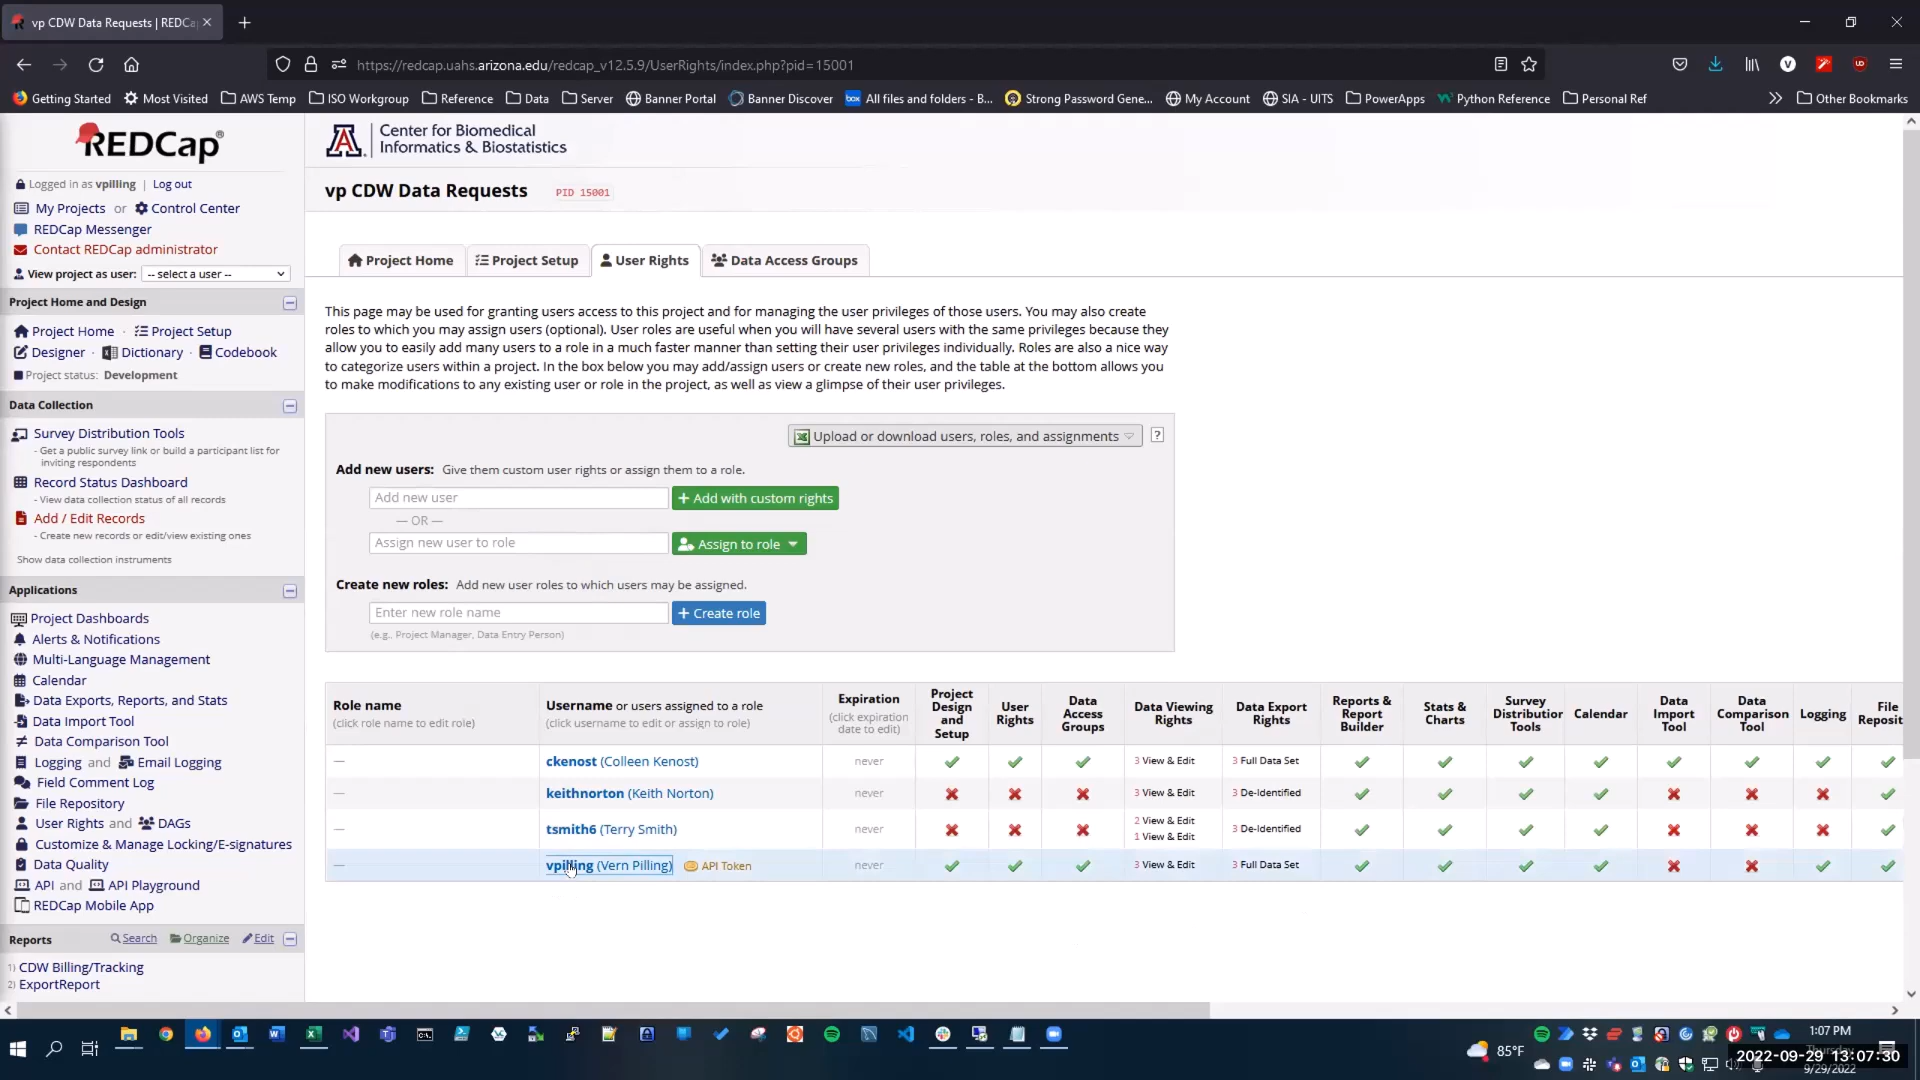 vp CDW Data Requests | REDCa
https://redcap.uahs.arizona.edu/redcap_v12.5.9/UserRights/index.php?pid=15001
Getting Started
Most Visited
AWS Temp
ISO Workgroup
Reference
Data
Server
Banner Portal
Banner Discover
box
All files and folders - B...
Strong Password Gene...
My Account
SIA - UITS
PowerApps
Python Reference
Personal Ref
Other Bookmarks
REDCap®
Logged in as vpilling | Log out
My Projects or Control Center
REDCap Messenger
Contact REDCap administrator
View project as user: -- select a user --
Project Home and Design
Project Home · Project Setup
Designer · Dictionary · Codebook
Project status: Development
Data Collection
Survey Distribution Tools
- Get a public survey link or build a participant list for
inviting respondents
Record Status Dashboard
- View data collection status of all records
Add / Edit Records
- Create new records or edit/view existing ones
Show data collection instruments
Applications
Project Dashboards
Alerts & Notifications
Multi-Language Management
Calendar
Data Exports, Reports, and Stats
Data Import Tool
Data Comparison Tool
Logging and Email Logging
Field Comment Log
File Repository
User Rights and DAGs
Customize & Manage Locking/E-signatures
Data Quality
API and API Playground
REDCap Mobile App
Reports Search Organize Edit
1) CDW Billing/Tracking
2) ExportReport
A
Center for Biomedical
Informatics & Biostatistics
vp CDW Data Requests PID 15001
Project Home
Project Setup
User Rights
Data Access Groups
This page may be used for granting users access to this project and for managing the user privileges of those users. You may also create
roles to which you may assign users (optional). User roles are useful when you will have several users with the same privileges because they
allow you to easily add many users to a role in a much faster manner than setting their user privileges individually. Roles are also a nice way
to categorize users within a project. In the box below you may add/assign users or create new roles, and the table at the bottom allows you
to make modifications to any existing user or role in the project, as well as view a glimpse of their user privileges.
Upload or download users, roles, and assignments ?
Add new users: Give them custom user rights or assign them to a role.
Add new user + Add with custom rights
— OR —
Assign new user to role Assign to role
Create new roles: Add new user roles to which users may be assigned.
Enter new role name + Create role
(e.g., Project Manager, Data Entry Person)
Role name
(click role name to edit role)
Username or users assigned to a role
(click username to edit or assign to role)
Expiration
(click expiration
date to edit)
Project
Design
and
Setup
User
Rights
Data
Access
Groups
Data Viewing
Rights
Data Export
Rights
Reports &
Report
Builder
Stats &
Charts
Survey
Distribution
Tools
Calendar
Data
Import
Tool
Data
Comparison
Tool
Logging
File
Reposit
— ckenost (Colleen Kenost) never 3 View & Edit 3 Full Data Set
— keithnorton (Keith Norton) never 3 View & Edit 3 De-Identified
— tsmith6 (Terry Smith) never 2 View & Edit 3 De-Identified
1 View & Edit
— vpilling (Vern Pilling) API Token never 3 View & Edit 3 Full Data Set
85°F
1:07 PM
Thursday
9/29/2022
2022-09-29 13:07:30